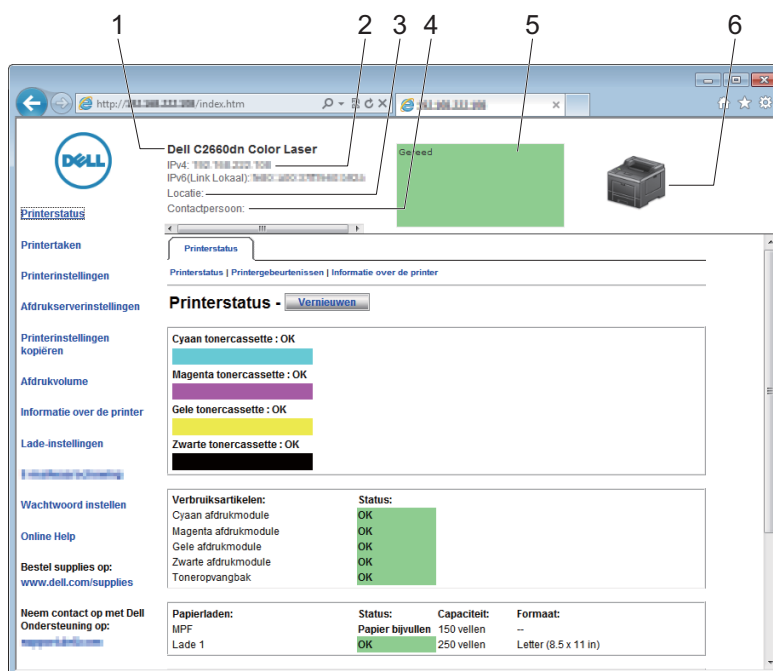 1 2 3 4 5 6
http:// /index.htm
DELL
Dell C2660dn Color Laser
IPv4:
IPv6(Link Lokaal):
Locatie:
Contactpersoon:
Gereed
Printerstatus
Printertaken
Printerinstellingen
Afdrukserverinstellingen
Printerinstellingen
kopiëren
Afdrukvolume
Informatie over de printer
Lade-instellingen
Wachtwoord instellen
Online Help
Bestel supplies op:
www.dell.com/supplies
Neem contact op met Dell
Ondersteuning op:
Printerstatus
Printerstatus | Printergebeurtenissen | Informatie over de printer
Printerstatus - Vernieuwen
Cyaan tonercassette : OK
Magenta tonercassette : OK
Gele tonercassette : OK
Zwarte tonercassette : OK
Verbruiksartikelen: Status:
Cyaan afdrukmodule OK
Magenta afdrukmodule OK
Gele afdrukmodule OK
Zwarte afdrukmodule OK
Toneropvangbak OK
Papierladen: Status: Capaciteit: Formaat:
MPF Papier bijvullen 150 vellen --
Lade 1 OK 250 vellen Letter (8.5 x 11 in)